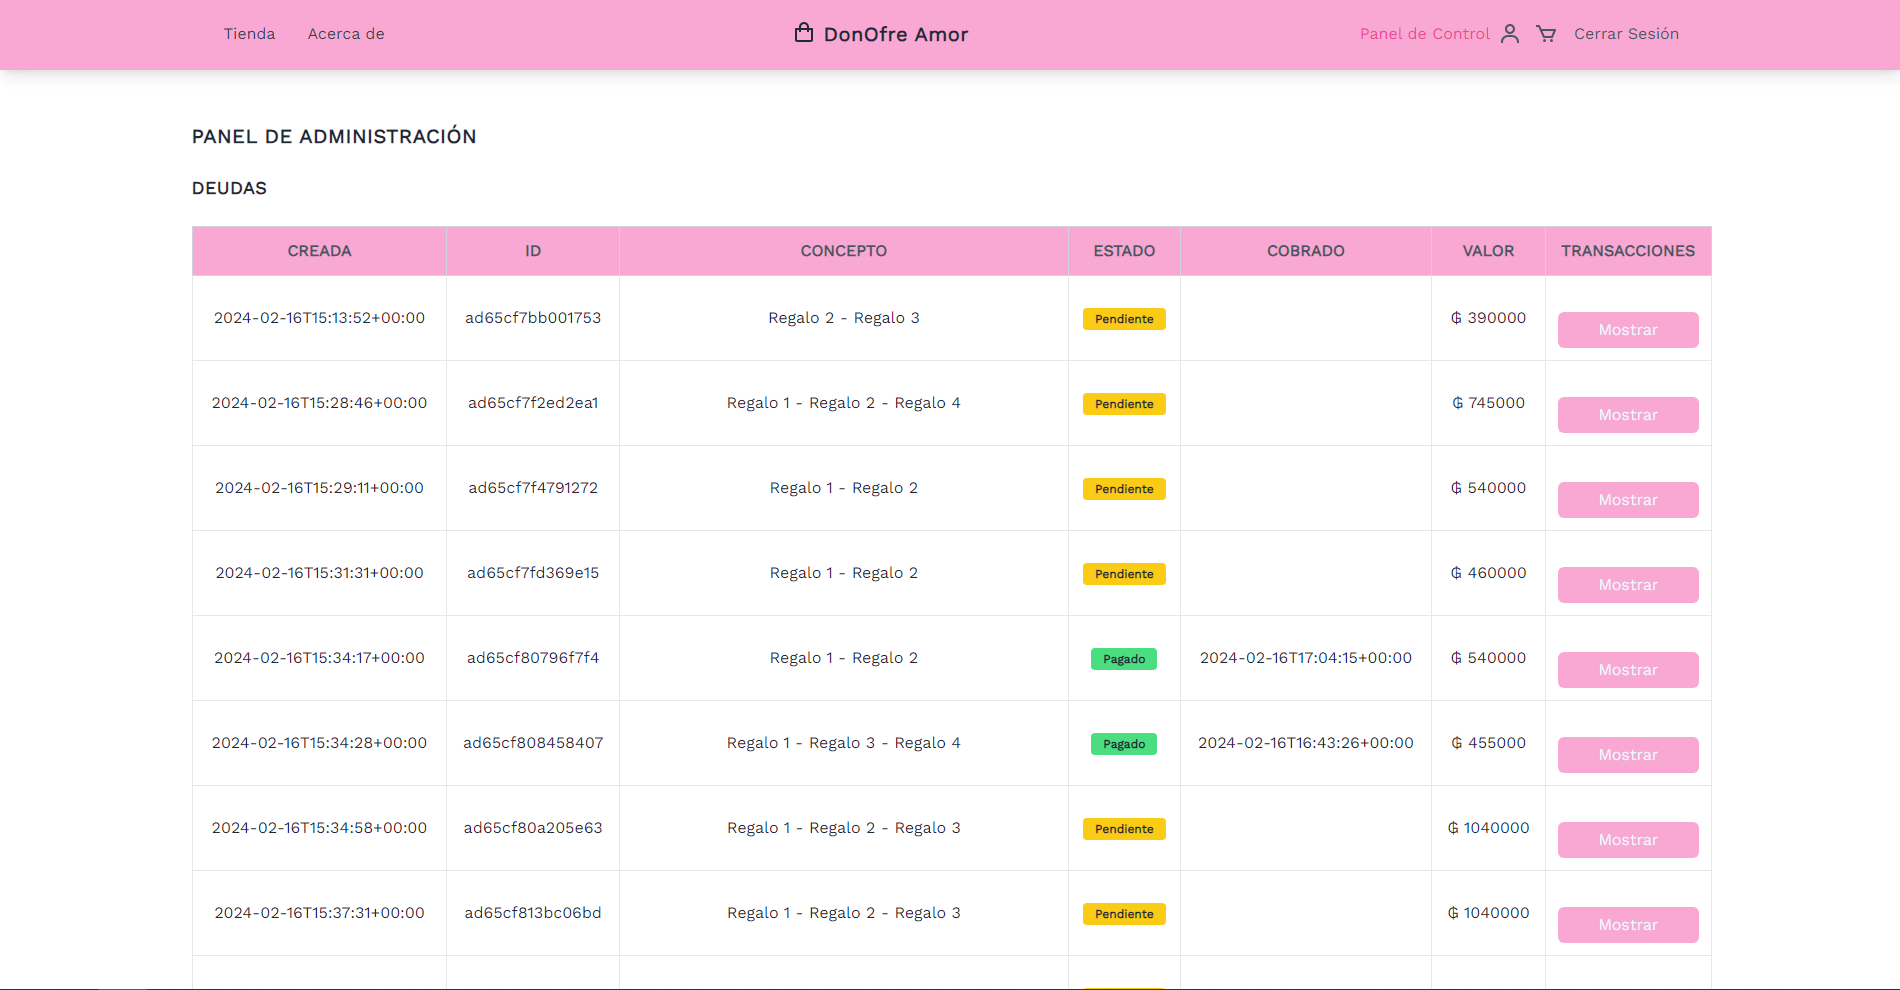 Tienda Acerca de DonOfre Amor Panel de Control Cerrar Sesión
PANEL DE ADMINISTRACIÓN
DEUDAS
CREADA ID CONCEPTO ESTADO COBRADO VALOR TRANSACCIONES
2024-02-16T15:13:52+00:00 ad65cf7bb001753 Regalo 2 - Regalo 3 Pendiente ₲ 390000 Mostrar
2024-02-16T15:28:46+00:00 ad65cf7f2ed2ea1 Regalo 1 - Regalo 2 - Regalo 4 Pendiente ₲ 745000 Mostrar
2024-02-16T15:29:11+00:00 ad65cf7f4791272 Regalo 1 - Regalo 2 Pendiente ₲ 540000 Mostrar
2024-02-16T15:31:31+00:00 ad65cf7fd369e15 Regalo 1 - Regalo 2 Pendiente ₲ 460000 Mostrar
2024-02-16T15:34:17+00:00 ad65cf80796f7f4 Regalo 1 - Regalo 2 Pagado 2024-02-16T17:04:15+00:00 ₲ 540000 Mostrar
2024-02-16T15:34:28+00:00 ad65cf808458407 Regalo 1 - Regalo 3 - Regalo 4 Pagado 2024-02-16T16:43:26+00:00 ₲ 455000 Mostrar
2024-02-16T15:34:58+00:00 ad65cf80a205e63 Regalo 1 - Regalo 2 - Regalo 3 Pendiente ₲ 1040000 Mostrar
2024-02-16T15:37:31+00:00 ad65cf813bc06bd Regalo 1 - Regalo 2 - Regalo 3 Pendiente ₲ 1040000 Mostrar